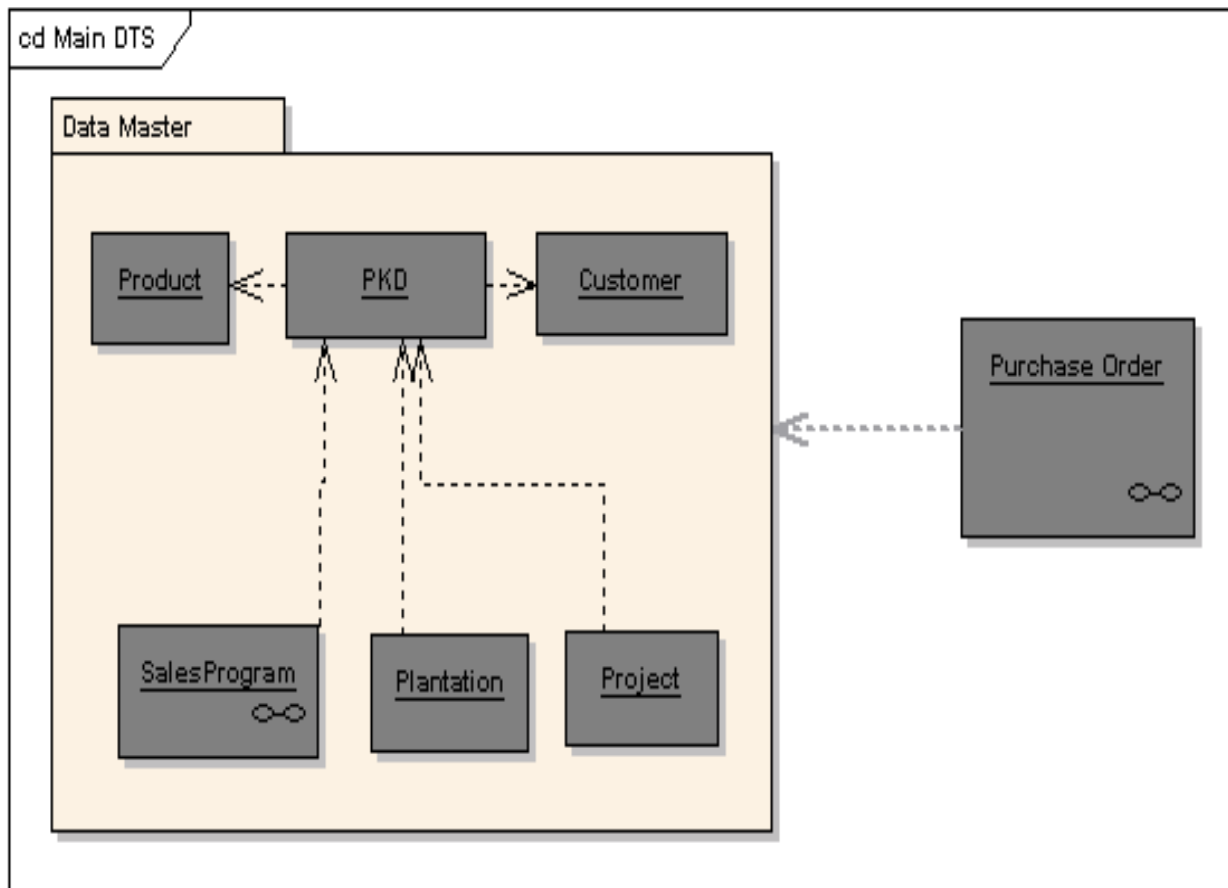 cd Main DTS
Data Master
Product
PKD
Customer
Purchase Order
SalesProgram
Plantation
Project